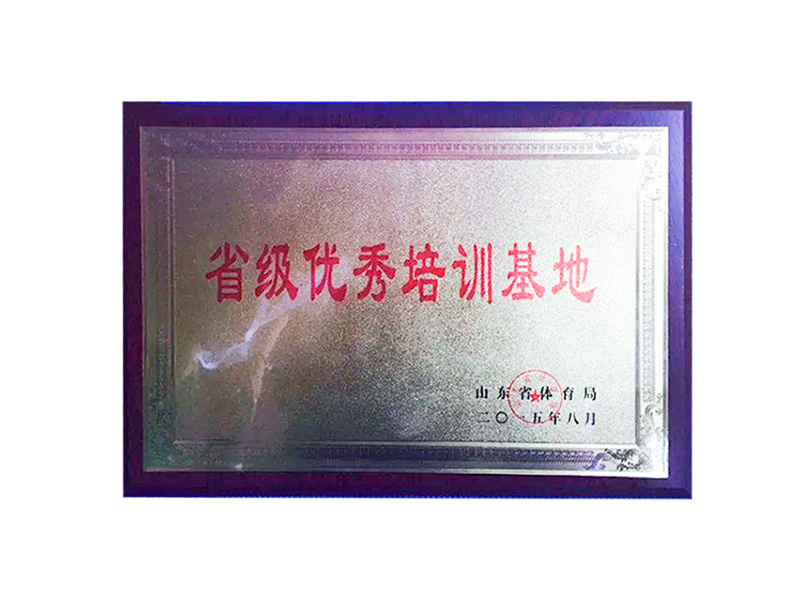 省级优秀培训基地
山东省体育局
二〇一五年八月